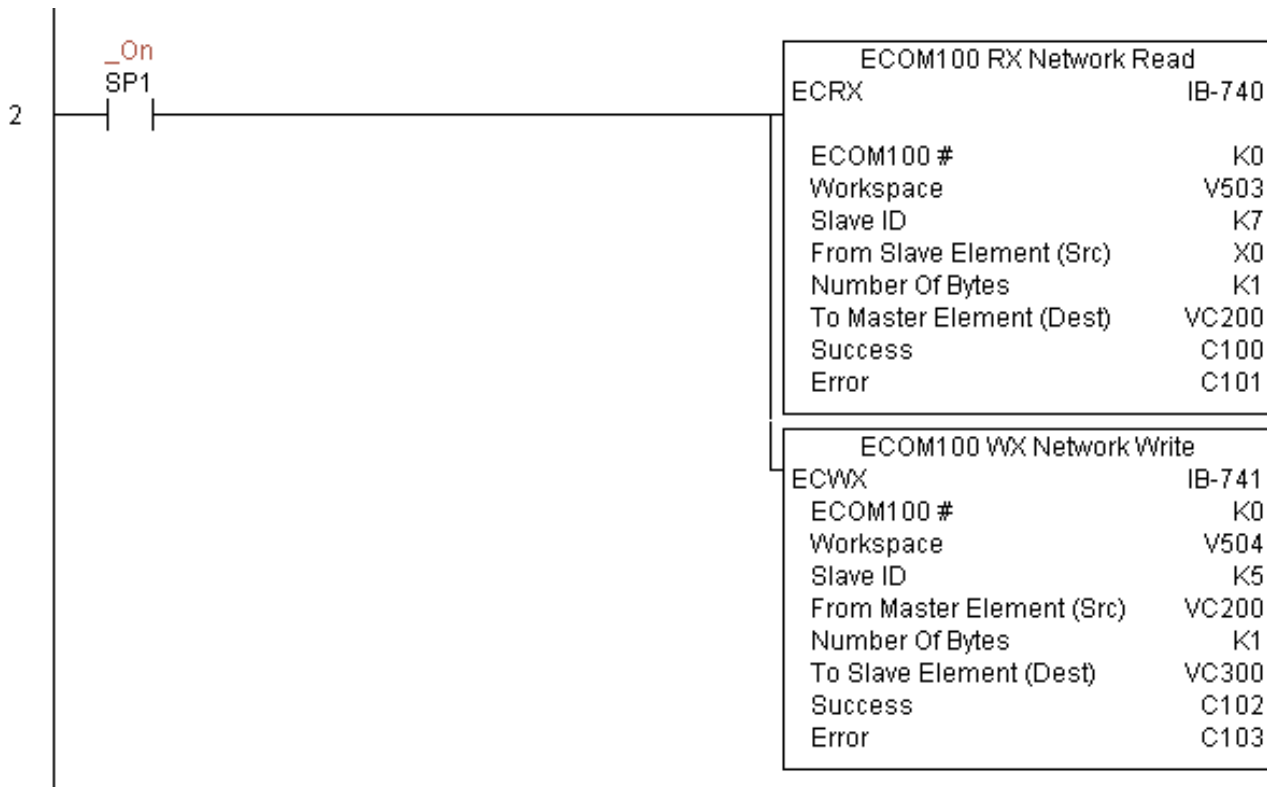 _On
SP1
2
ECOM100 RX Network Read
ECRX IB-740
ECOM100 # K0
Workspace V503
Slave ID K7
From Slave Element (Src) X0
Number Of Bytes K1
To Master Element (Dest) VC200
Success C100
Error C101
ECOM100 WX Network Write
ECWX IB-741
ECOM100 # K0
Workspace V504
Slave ID K5
From Master Element (Src) VC200
Number Of Bytes K1
To Slave Element (Dest) VC300
Success C102
Error C103